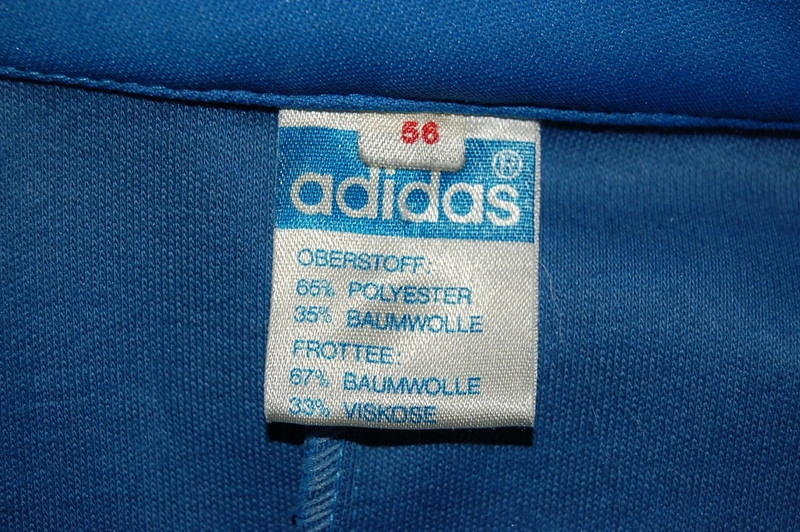 56
adidas®
OBERSTOFF:
65% POLYESTER
35% BAUMWOLLE
FROTTEE:
67% BAUMWOLLE
33% VISKOSE